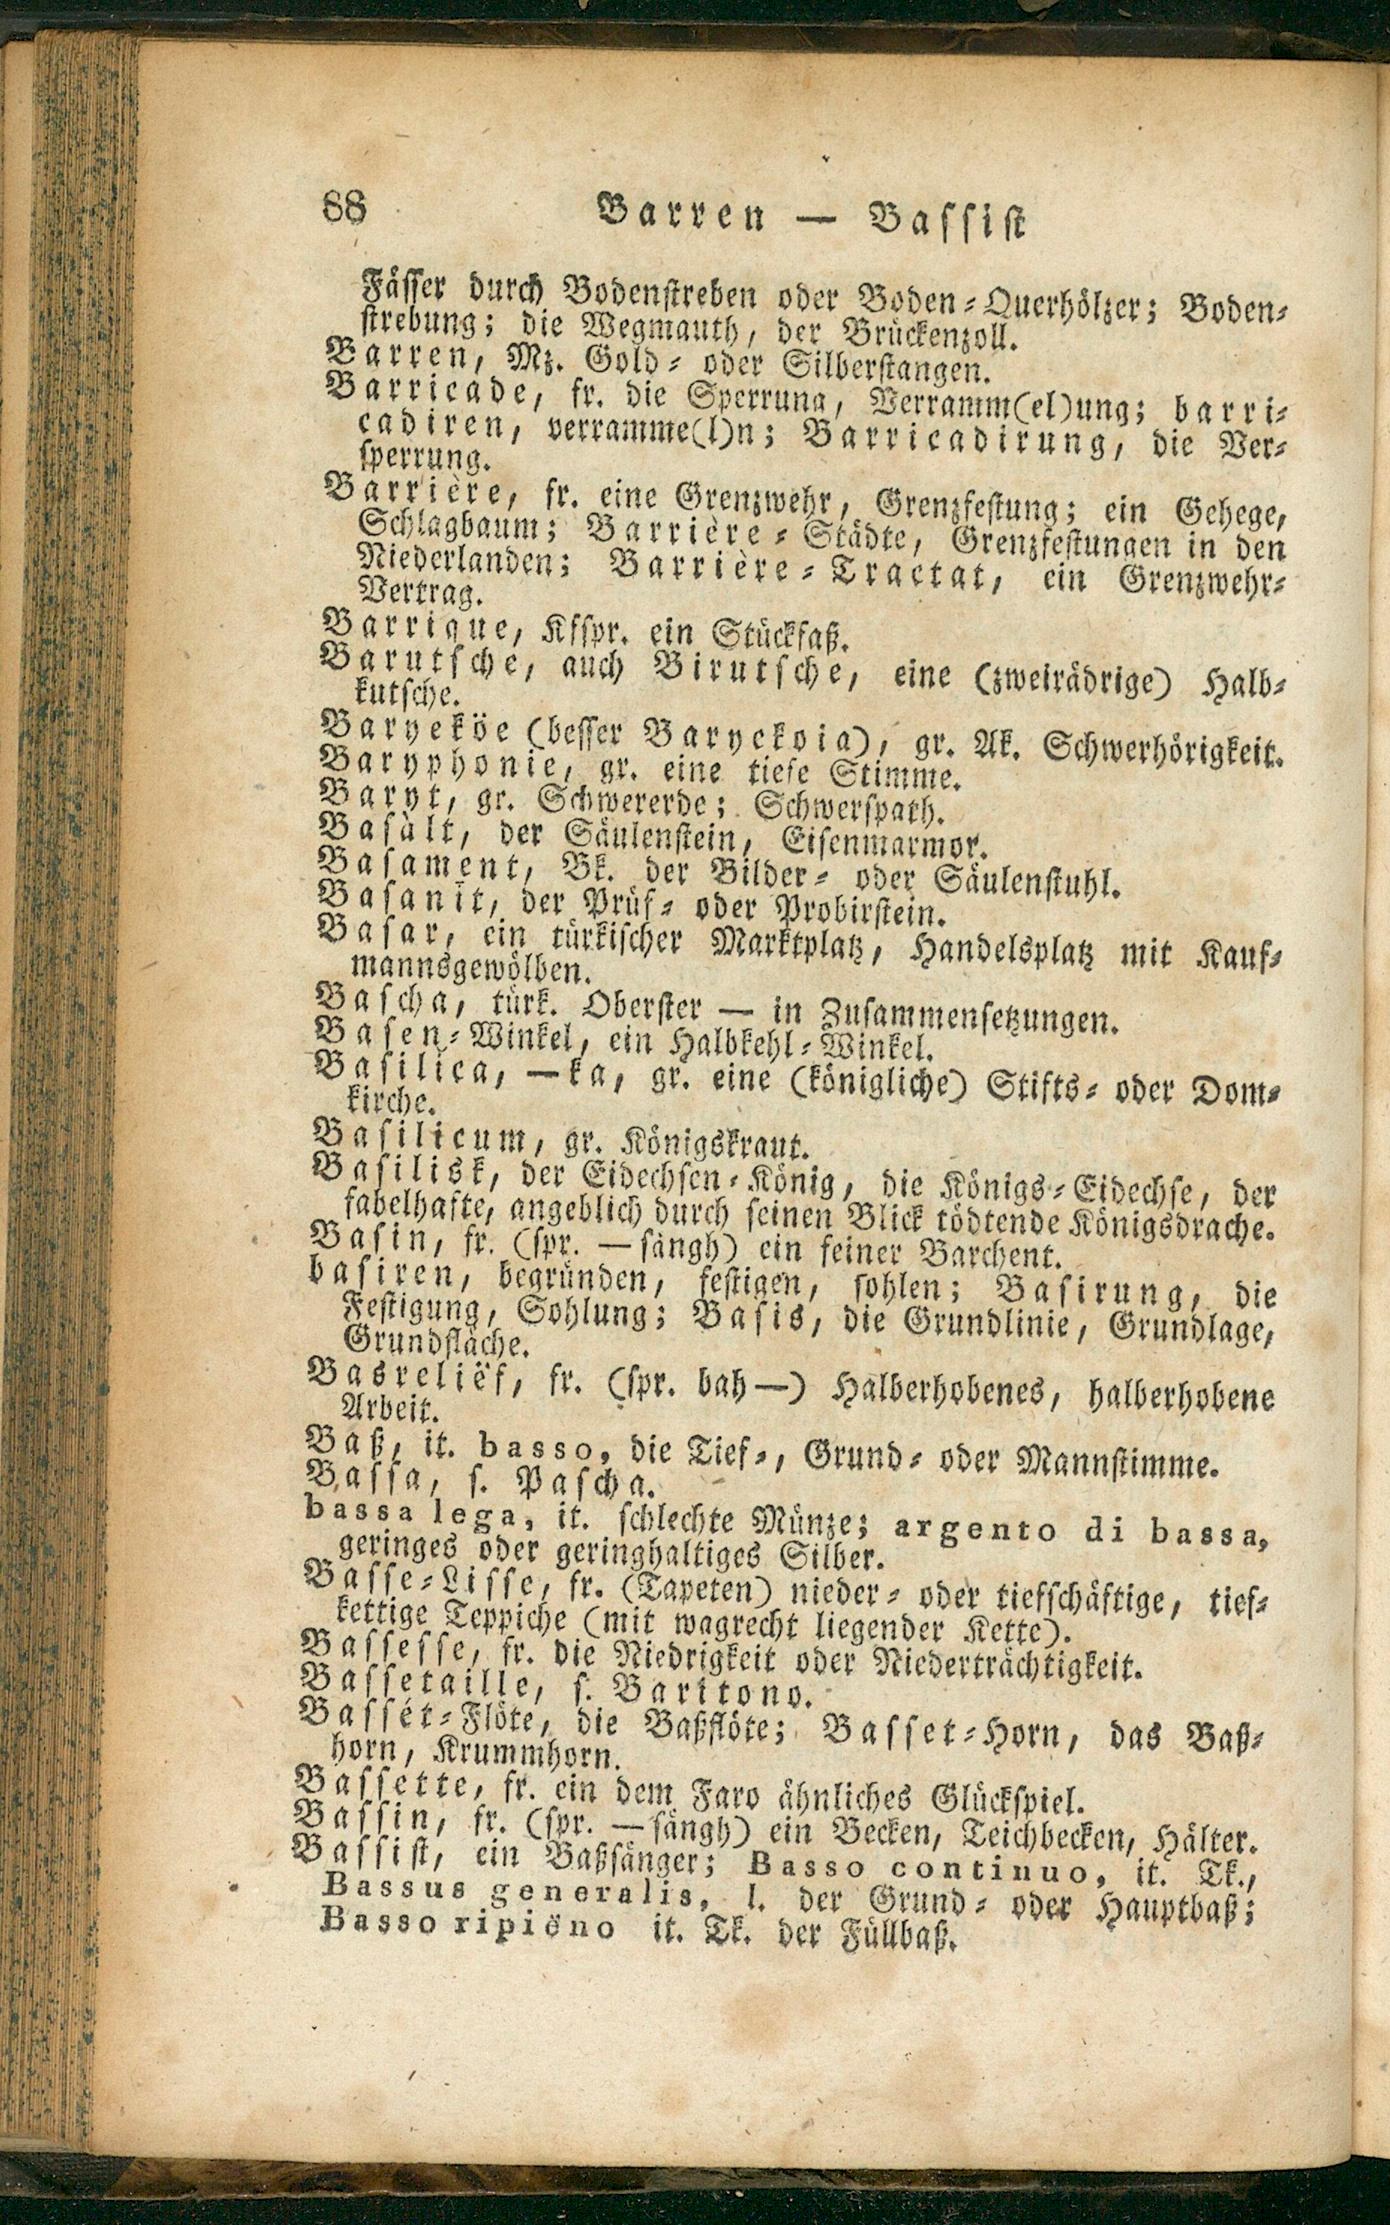 88 Barren — Bassist
Fässer durch Bodenstreben oder Boden-Querhölzer; Boden-
strebung; die Wegmauth, der Brückenzoll.
Barren, Mz. Gold- oder Silberstangen.
Barricade, fr. die Sperrung, Verramm(el)ung; barri-
cadiren, verramme(l)n; Barricadirung, die Ver-
sperrung.
Barrière, fr. eine Grenzwehr, Grenzfestung; ein Gehege,
Schlagbaum; Barrière-Städte, Grenzfestungen in den
Niederlanden; Barrière-Tractat, ein Grenzwehr-
Vertrag.
Barrique, Kfspr. ein Stückfaß.
Barutsche, auch Birutsche, eine (zweirädrige) Halb-
kutsche.
Baryeköe (besser Baryekoia), gr. Ak. Schwerhörigkeit.
Baryphonie, gr. eine tiefe Stimme.
Baryt, gr. Schwererde; Schwerspath.
Basàlt, der Säulenstein, Eisenmarmor.
Basament, Bk. der Bilder- oder Säulenstuhl.
Basanit, der Prüf- oder Probirstein.
Basar, ein türkischer Marktplatz, Handelsplatz mit Kauf-
mannsgewölben.
Bascha, türk. Oberster — in Zusammensetzungen.
Basen-Winkel, ein Halbkehl-Winkel.
Basilica, —ka, gr. eine (königliche) Stifts- oder Dom-
kirche.
Basilicum, gr. Königskraut.
Basilisk, der Eidechsen-König, die Königs-Eidechse, der
fabelhafte, angeblich durch seinen Blick tödtende Königsdrache.
Basin, fr. (spr. —sängh) ein feiner Barchent.
basiren, begründen, festigen, sohlen; Basirung, die
Festigung, Sohlung; Basis, die Grundlinie, Grundlage,
Grundfläche.
Basreliëf, fr. (spr. bah—) Halberhobenes, halberhobene
Arbeit.
Baß, it. basso, die Tief-, Grund- oder Mannstimme.
Bassa, s. Pascha.
bassa lega, it. schlechte Münze; argento di bassa,
geringes oder geringhaltiges Silber.
Basse-Lisse, fr. (Tapeten) nieder- oder tiefschäftige, tief-
kettige Teppiche (mit wagrecht liegender Kette).
Bassesse, fr. die Niedrigkeit oder Niederträchtigkeit.
Bassetaille, s. Baritono.
Bassét-Flöte, die Baßflöte; Basset-Horn, das Baß-
horn, Krummhorn.
Bassette, fr. ein dem Faro ähnliches Glückspiel.
Bassin, fr. (spr. —sängh) ein Becken, Teichbecken, Hälter.
Bassist, ein Baßsänger; Basso continuo, it. Tk.,
Bassus generalis, l. der Grund- oder Hauptbaß;
Basso ripiëno it. Tk. der Füllbaß.